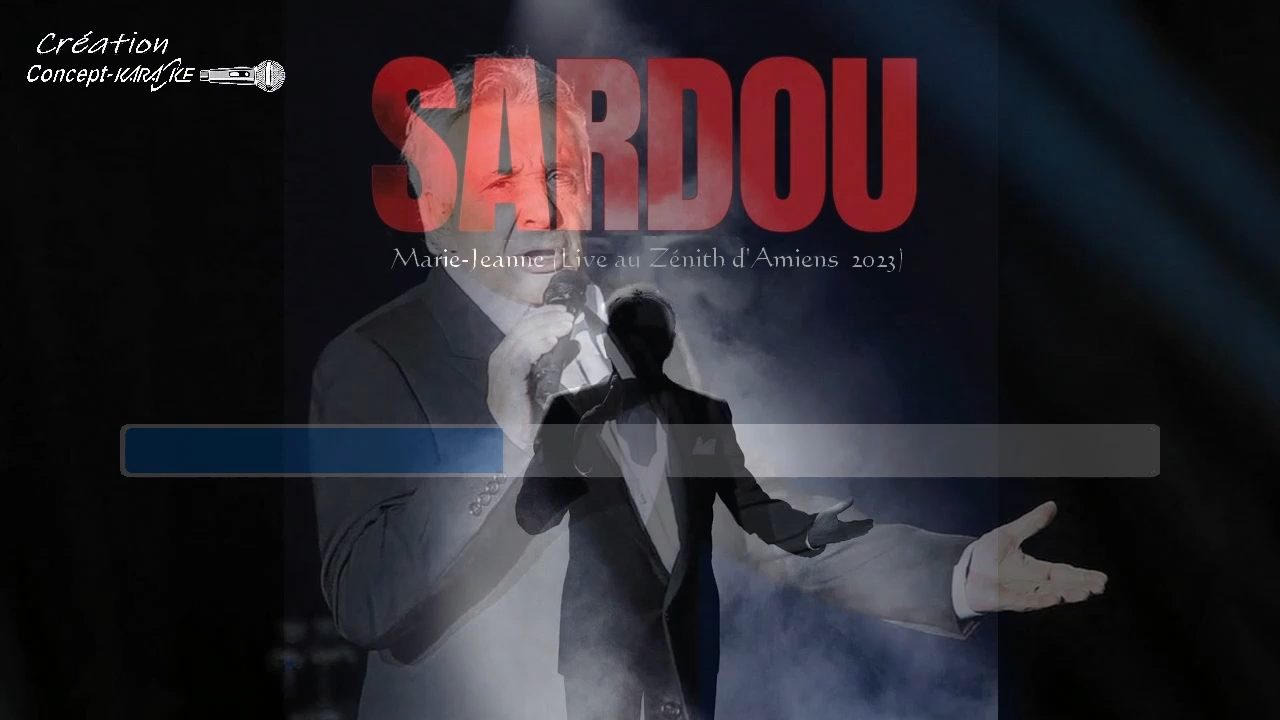 Création
Concept-KARAOKE
SARDOU
Marie-Jeanne (Live au Zénith d'Amiens 2023)